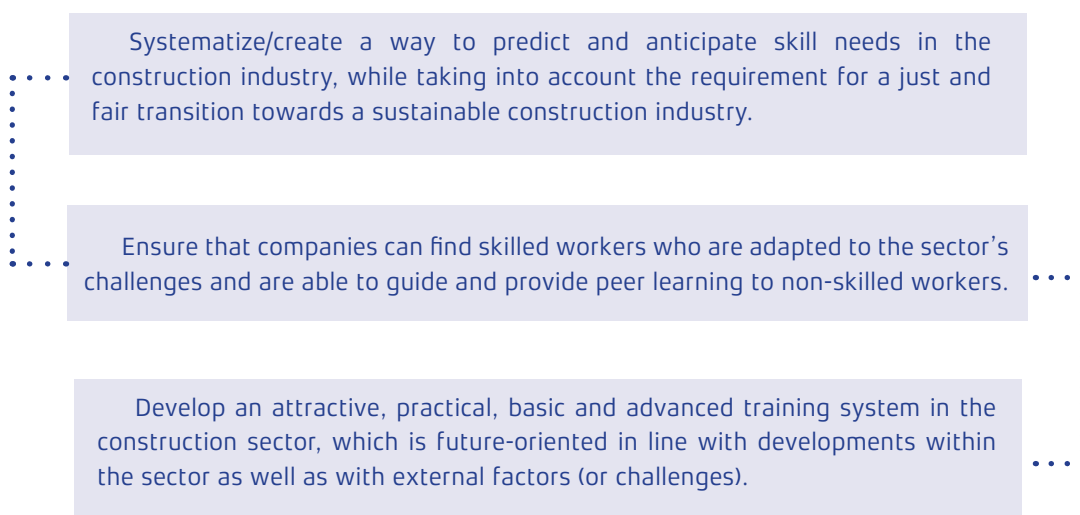 Systematize/create a way to predict and anticipate skill needs in the
construction industry, while taking into account the requirement for a just and
fair transition towards a sustainable construction industry.
Ensure that companies can find skilled workers who are adapted to the sector’s
challenges and are able to guide and provide peer learning to non-skilled workers.
Develop an attractive, practical, basic and advanced training system in the
construction sector, which is future-oriented in line with developments within
the sector as well as with external factors (or challenges).